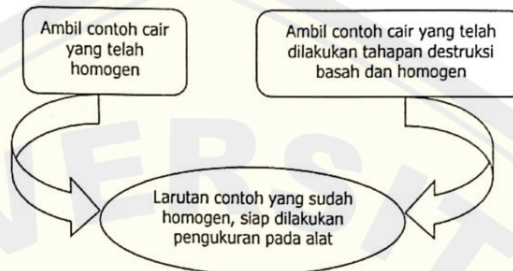 Ambil contoh cair
yang telah
homogen
Ambil contoh cair yang telah
dilakukan tahapan destruksi
basah dan homogen
Larutan contoh yang sudah
homogen, siap dilakukan
pengukuran pada alat